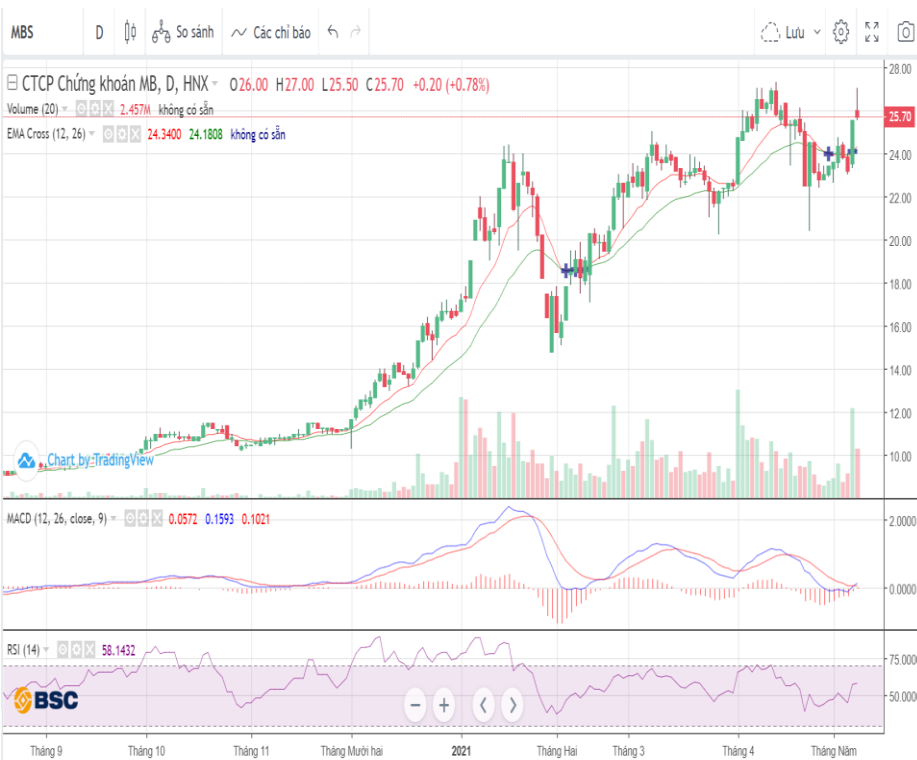 MBS D So sánh Các chỉ báo Lưu
CTCP Chứng khoán MB, D, HNX O26.00 H27.00 L25.50 C25.70 +0.20 (+0.78%)
Volume (20) 2.457M không có sẵn
EMA Cross (12, 26) 24.3400 24.1808 không có sẵn
28.00
25.70
24.00
22.00
20.00
18.00
16.00
14.00
12.00
10.00
Chart by TradingView
MACD (12, 26, close, 9) 0.0572 0.1593 0.1021
2.0000
0.0000
RSI (14) 58.1432
75.0000
50.0000
BSC
Tháng 9 Tháng 10 Tháng 11 Tháng Mười hai 2021 Tháng Hai Tháng 3 Tháng 4 Tháng Năm